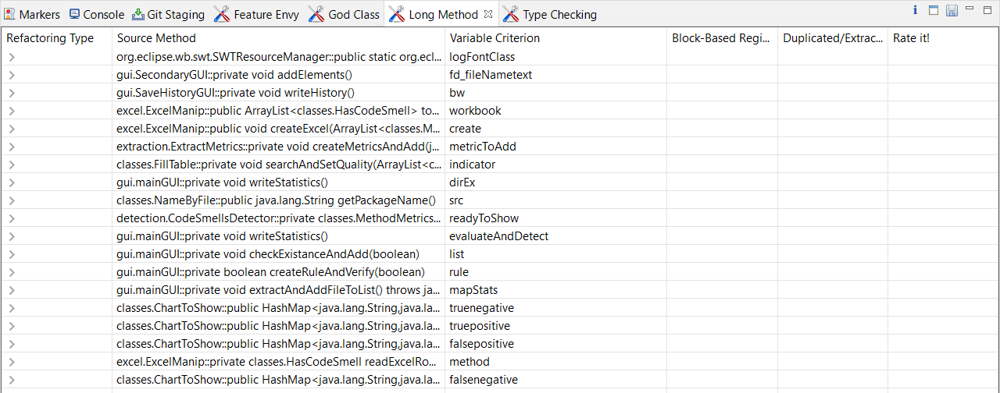 Markers Console Git Staging Feature Envy God Class Long Method Type Checking
Refactoring Type Source Method Variable Criterion Block-Based Regi... Duplicated/Extrac... Rate it!
org.eclipse.wb.swt.SWTResourceManager::public static org.ecl... logFontClass
gui.SecondaryGUI::private void addElements() fd_fileNametext
gui.SaveHistoryGUI::private void writeHistory() bw
excel.ExcelManip::public ArrayList<classes.HasCodeSmell> to... workbook
excel.ExcelManip::public void createExcel(ArrayList<classes.M... create
extraction.ExtractMetrics::private void createMetricsAndAdd(j... metricToAdd
classes.FillTable::private void searchAndSetQuality(ArrayList<c... indicator
gui.mainGUI::private void writeStatistics() dirEx
classes.NameByFile::public java.lang.String getPackageName() src
detection.CodeSmellsDetector::private classes.MethodMetrics... readyToShow
gui.mainGUI::private void writeStatistics() evaluateAndDetect
gui.mainGUI::private void checkExistanceAndAdd(boolean) list
gui.mainGUI::private boolean createRuleAndVerify(boolean) rule
gui.mainGUI::private void extractAndAddFileToList() throws ja... mapStats
classes.ChartToShow::public HashMap<java.lang.String,java.la... truenegative
classes.ChartToShow::public HashMap<java.lang.String,java.la... truepositive
classes.ChartToShow::public HashMap<java.lang.String,java.la... falsepositive
excel.ExcelManip::private classes.HasCodeSmell readExcelRo... method
classes.ChartToShow::public HashMap<java.lang.String,java.la... falsenegative